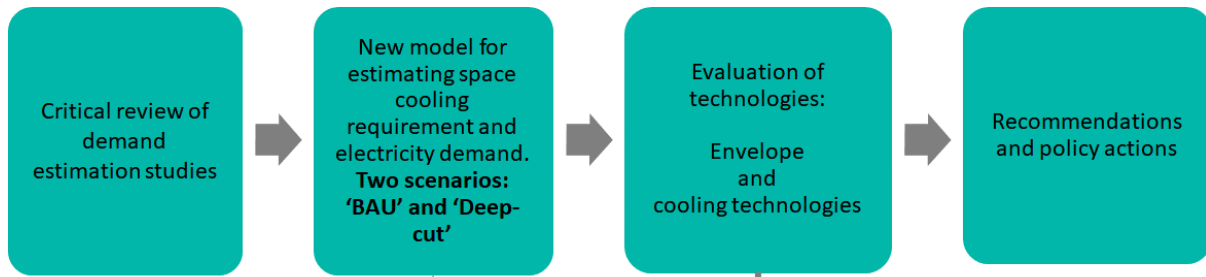 Critical review of
demand
estimation studies
New model for
estimating space
cooling
requirement and
electricity demand.
Two scenarios:
‘BAU’ and ‘Deep-
cut’
Evaluation of
technologies:
Envelope
and
cooling technologies
Recommendations
and policy actions